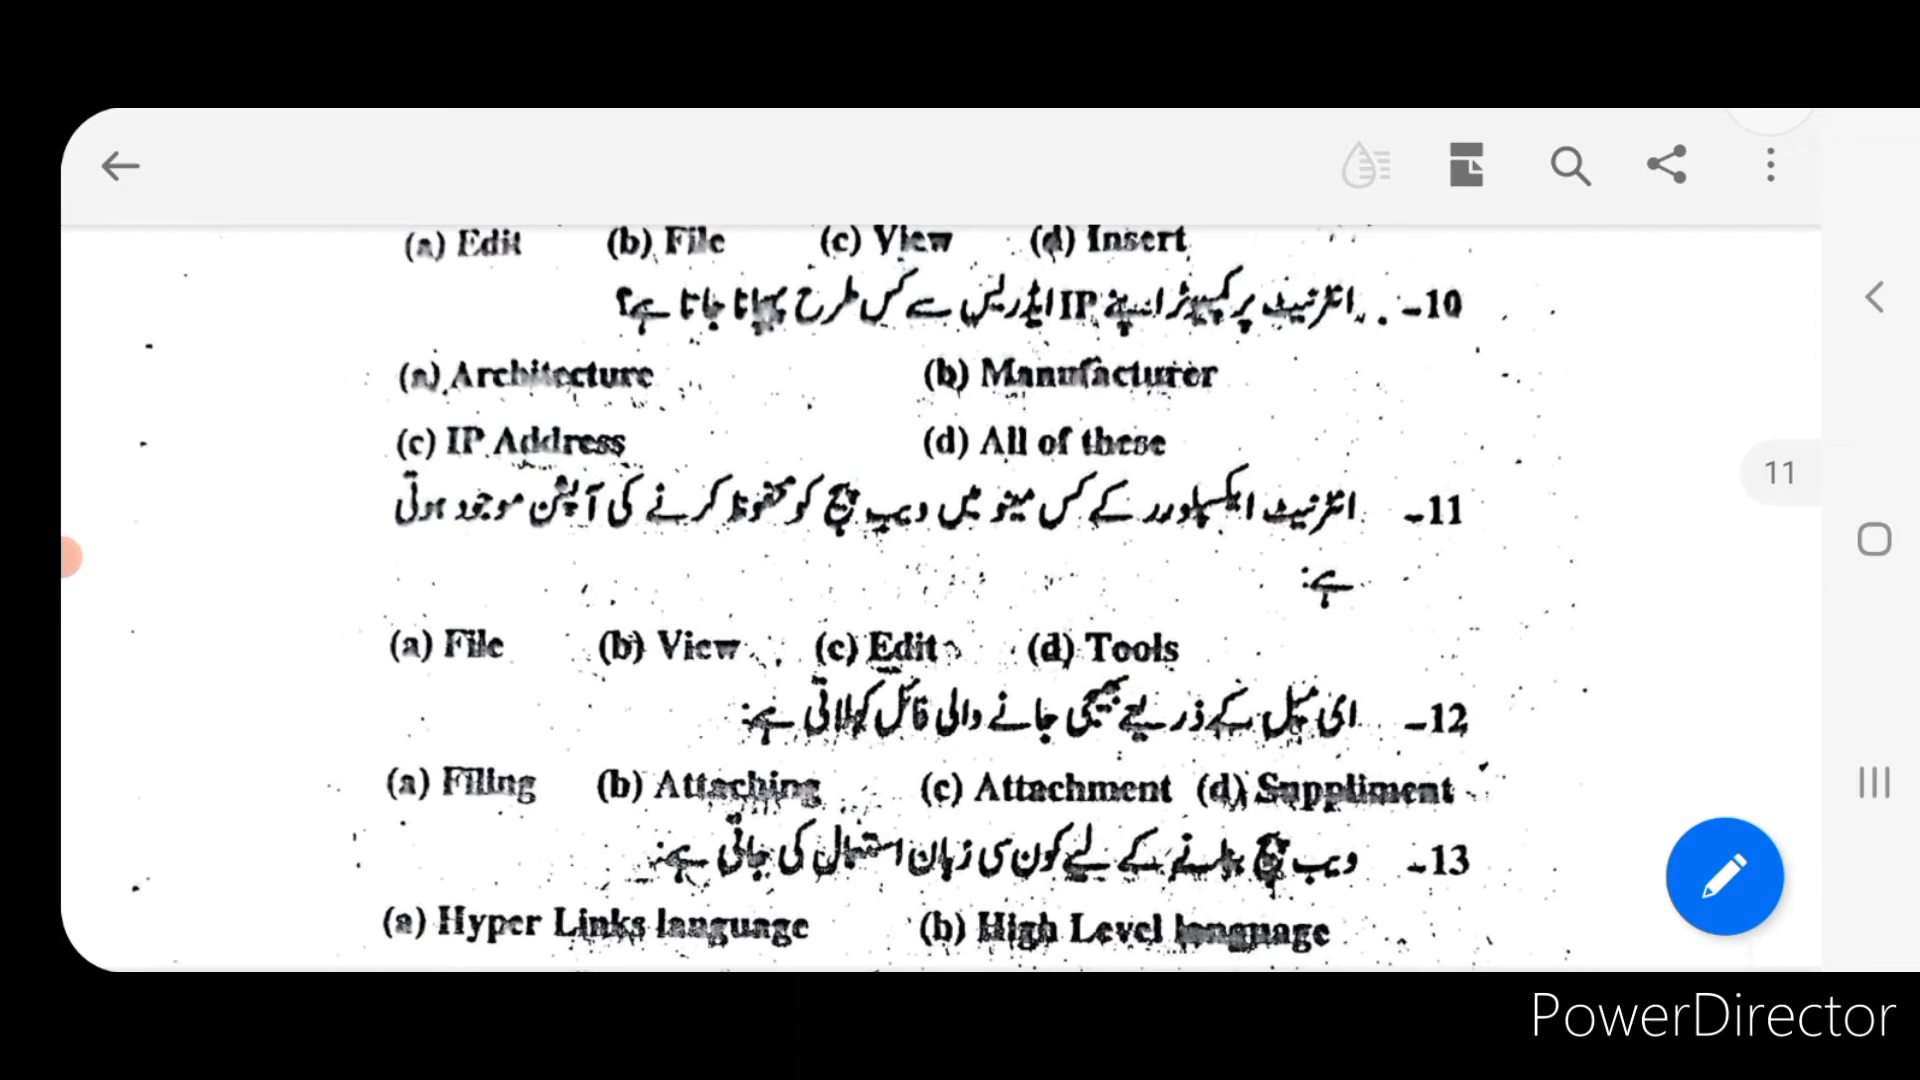 (a) Edit (b) File (c) View (d) Insert
10- انٹرنیٹ پر کمپیوٹر اپنے IP ایڈریس سے کس طرح جاتا ہے؟
(a) Architecture (b) Manufacturer
(c) IP Address (d) All of these
11- انٹرنیٹ ایکسپلورر کے کس مینو میں ویب پیج کو محفوظ کرنے کی آپشن موجود ہوتی
ہے:
11
(a) File (b) View (c) Edit (d) Tools
12- ای میل کے ذریعے بھیجی جانے والی فائل کہلاتی ہے:
(a) Filing (b) Attaching (c) Attachment (d) Suppliment
13- ویب پیج بنانے کے لیے کون سی زبان استعمال کی جاتی ہے:
(a) Hyper Links language (b) High Level language
PowerDirector